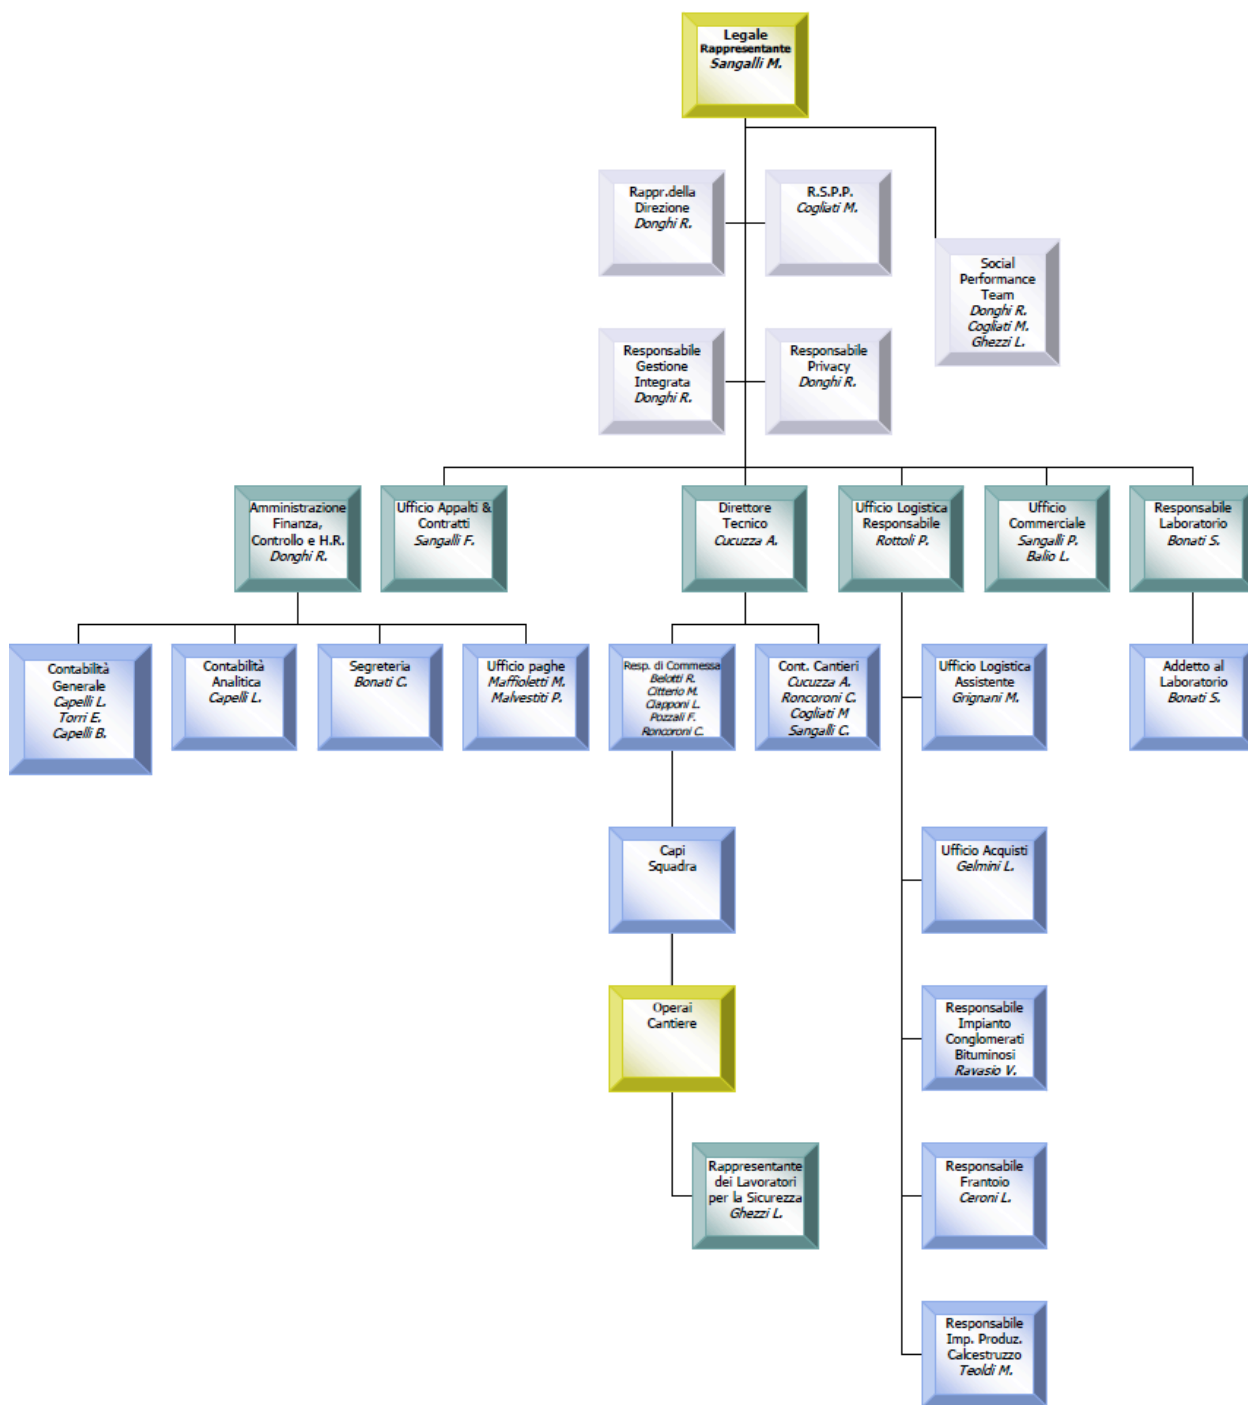 Legale
Rappresentante
Sangalli M.
Rappr.della
Direzione
Donghi R.
R.S.P.P.
Cogliati M.
Social
Performance
Team
Donghi R.
Cogliati M.
Ghezzi L.
Responsabile
Gestione
Integrata
Donghi R.
Responsabile
Privacy
Donghi R.
Amministrazione
Finanza,
Controllo e H.R.
Donghi R.
Ufficio Appalti &
Contratti
Sangalli F.
Direttore
Tecnico
Cucuzza A.
Ufficio Logistica
Responsabile
Rottoli P.
Ufficio
Commerciale
Sangalli P.
Balio L.
Responsabile
Laboratorio
Bonati S.
Contabilità
Generale
Capelli L.
Torri E.
Capelli B.
Contabilità
Analitica
Capelli L.
Segreteria
Bonati C.
Ufficio paghe
Maffioletti M.
Malvestiti P.
Resp. di Commessa
Belotti R.
Citterio M.
Ciapponi L.
Pozzali F.
Roncoroni C.
Cont. Cantieri
Cucuzza A.
Roncoroni C.
Cogliati M
Sangalli C.
Ufficio Logistica
Assistente
Grignani M.
Addetto al
Laboratorio
Bonati S.
Capi
Squadra
Ufficio Acquisti
Gelmini L.
Operai
Cantiere
Responsabile
Impianto
Conglomerati
Bituminosi
Ravasio V.
Rappresentante
dei Lavoratori
per la Sicurezza
Ghezzi L.
Responsabile
Frantoio
Ceroni L.
Responsabile
Imp. Produz.
Calcestruzzo
Teoldi M.